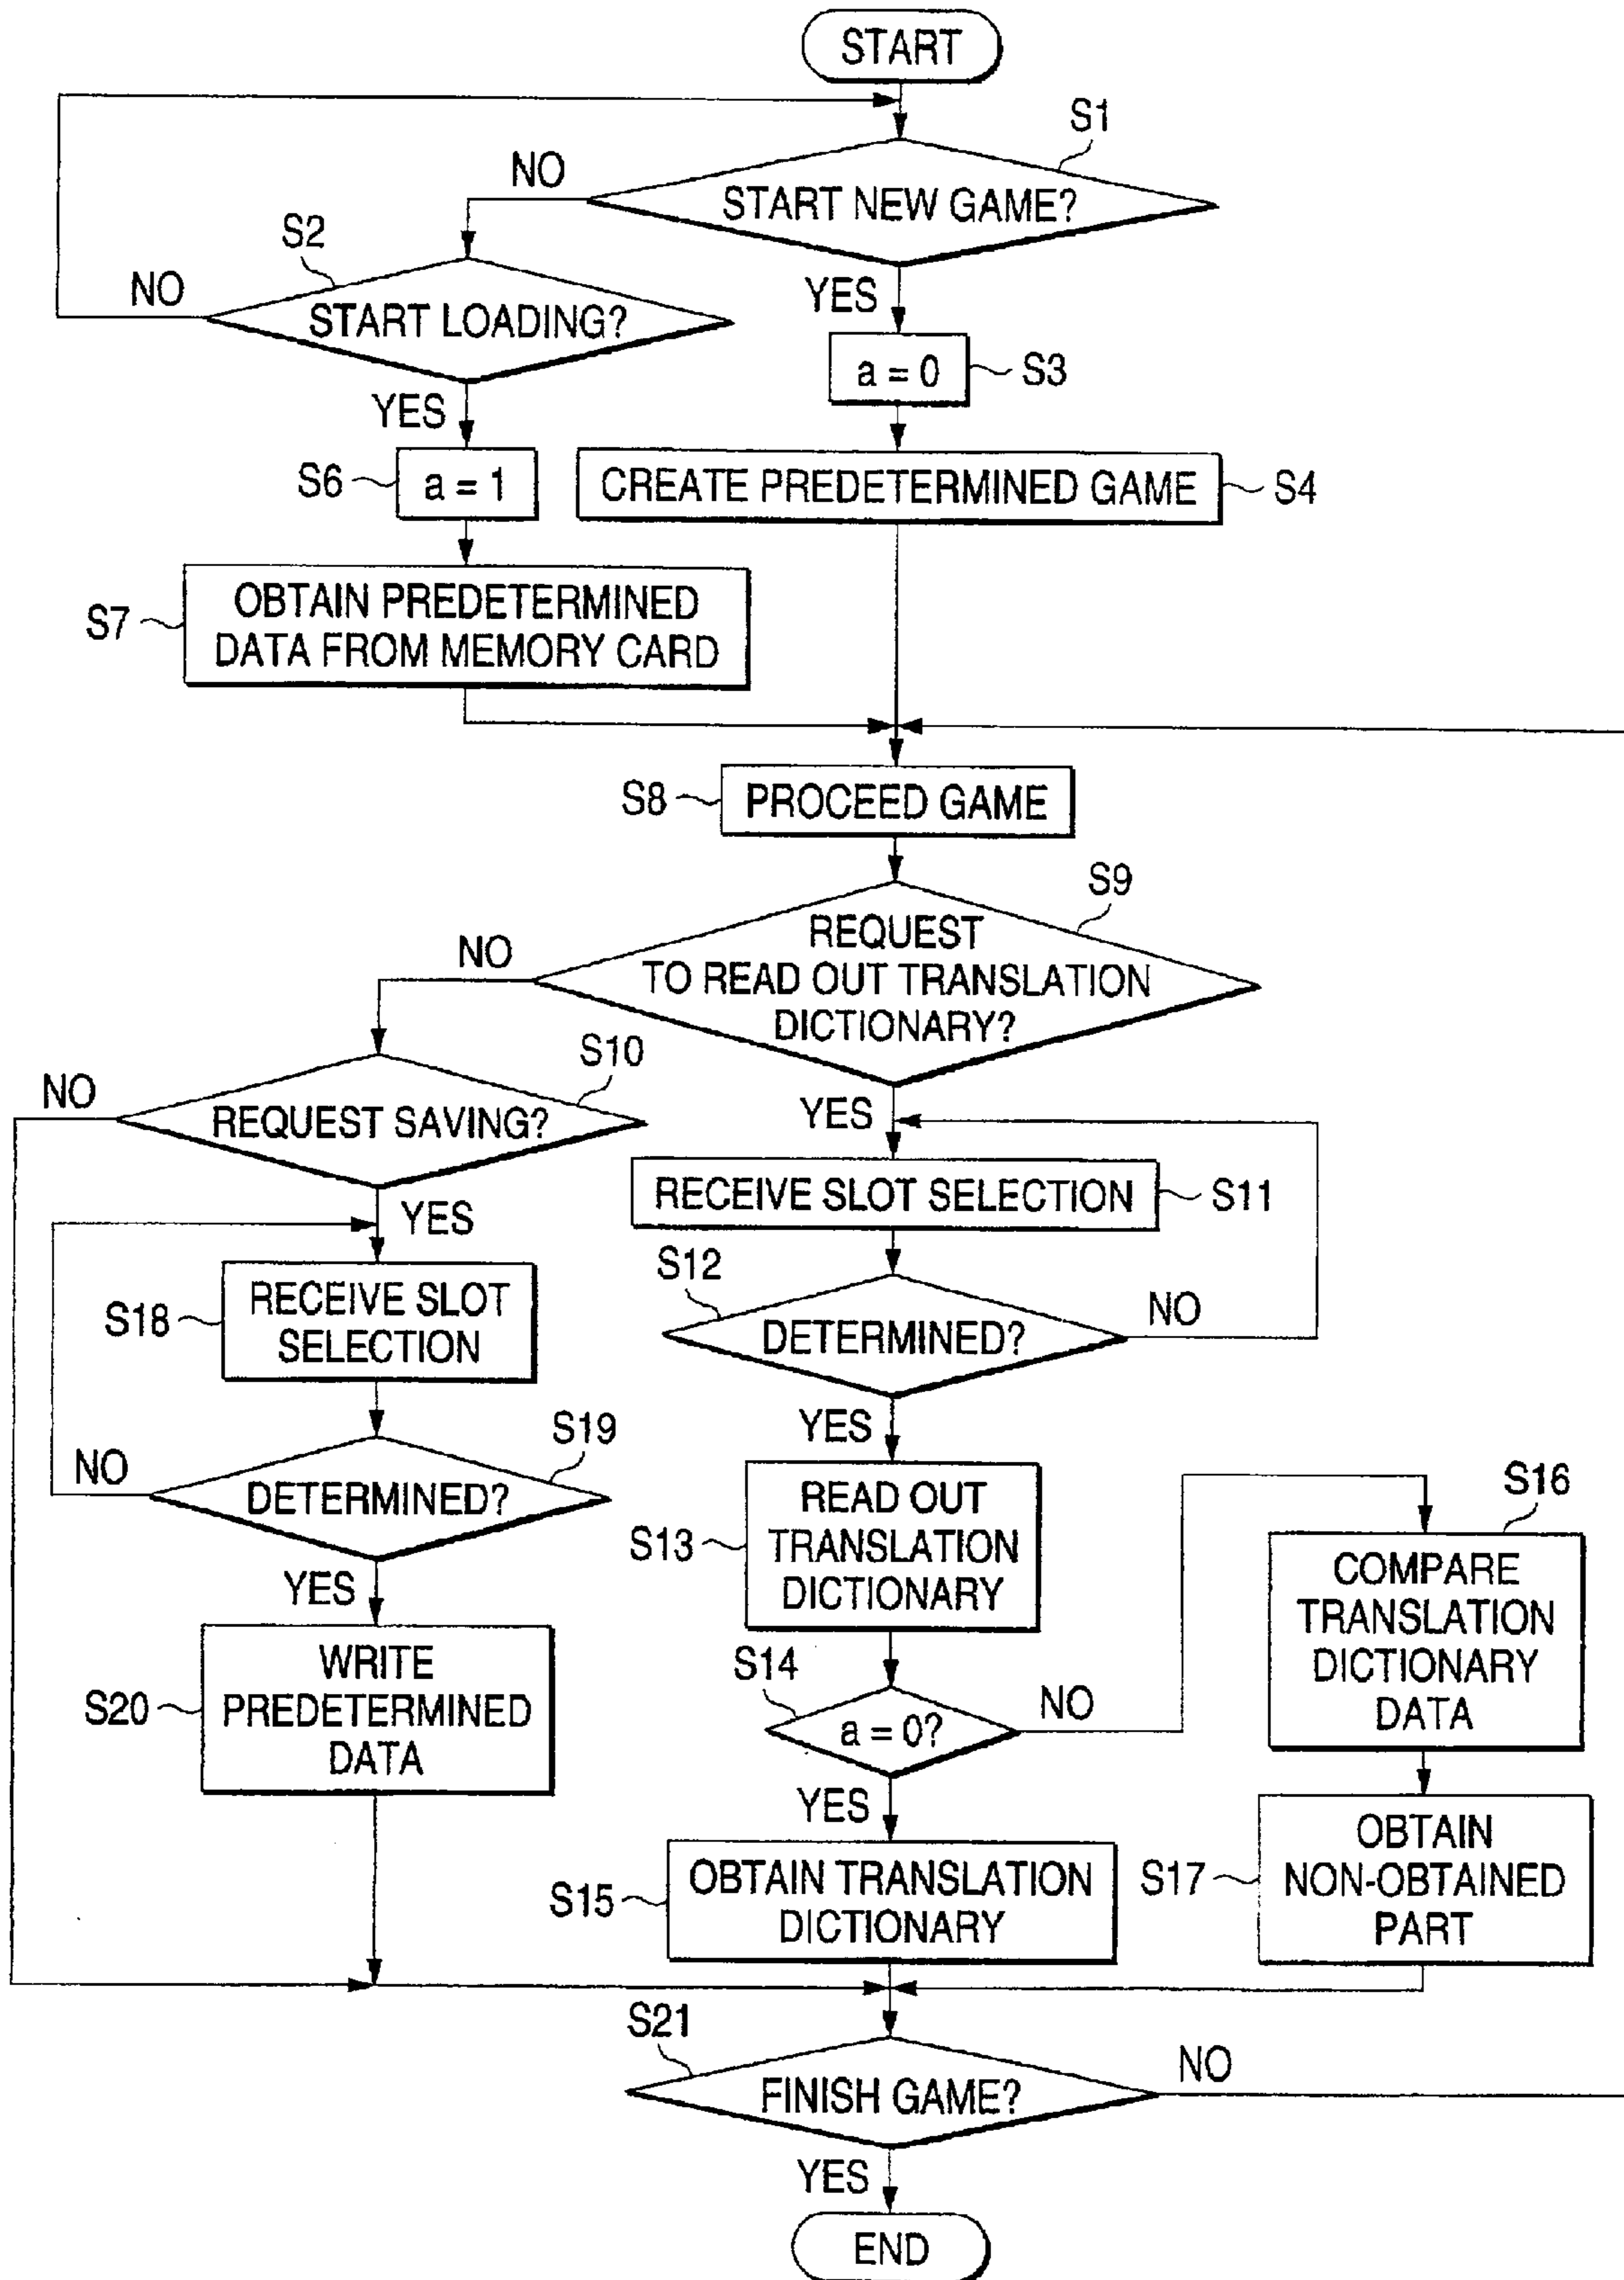 START
S1
NO
START NEW GAME?
S2
NO
YES
START LOADING?
a = 0
S3
YES
S6
a = 1
CREATE PREDETERMINED GAME
S4
S7
OBTAIN PREDETERMINED
DATA FROM MEMORY CARD
S8
PROCEED GAME
S9
REQUEST
TO READ OUT TRANSLATION
DICTIONARY?
NO
S10
NO
REQUEST SAVING?
YES
YES
RECEIVE SLOT SELECTION
S11
S18
RECEIVE SLOT
SELECTION
S12
DETERMINED?
NO
S19
NO
DETERMINED?
YES
YES
S13
READ OUT
TRANSLATION
DICTIONARY
S16
COMPARE
TRANSLATION
DICTIONARY
DATA
S20
WRITE
PREDETERMINED
DATA
S14
a = 0?
NO
YES
S15
OBTAIN TRANSLATION
DICTIONARY
S17
OBTAIN
NON-OBTAINED
PART
S21
FINISH GAME?
NO
YES
END